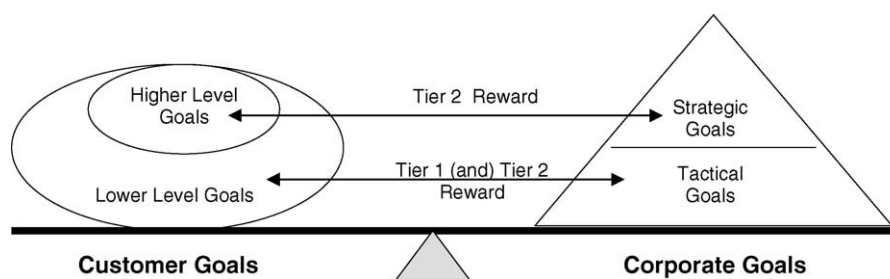 Higher Level
Goals
Tier 2 Reward
Strategic
Goals
Lower Level Goals
Tier 1 (and) Tier 2
Reward
Tactical
Goals
Customer Goals
Corporate Goals